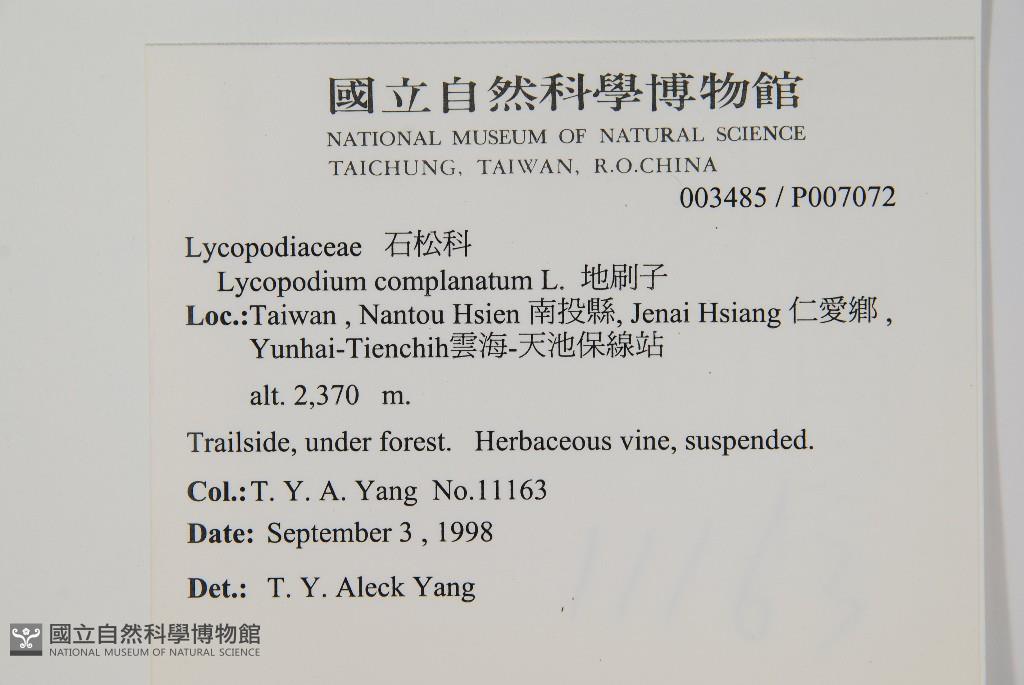 國立自然科學博物館
NATIONAL MUSEUM OF NATURAL SCIENCE
TAICHUNG, TAIWAN, R.O.CHINA
003485 / P007072
Lycopodiaceae 石松科
Lycopodium complanatum L. 地刷子
Loc.:Taiwan , Nantou Hsien 南投縣, Jenai Hsiang 仁愛鄉 ,
Yunhai-Tienchih雲海-天池保線站
alt. 2,370 m.
Trailside, under forest. Herbaceous vine, suspended.
Col.: T. Y. A. Yang No.11163
Date: September 3 , 1998
Det.: T. Y. Aleck Yang
11163
國立自然科學博物館
NATIONAL MUSEUM OF NATURAL SCIENCE